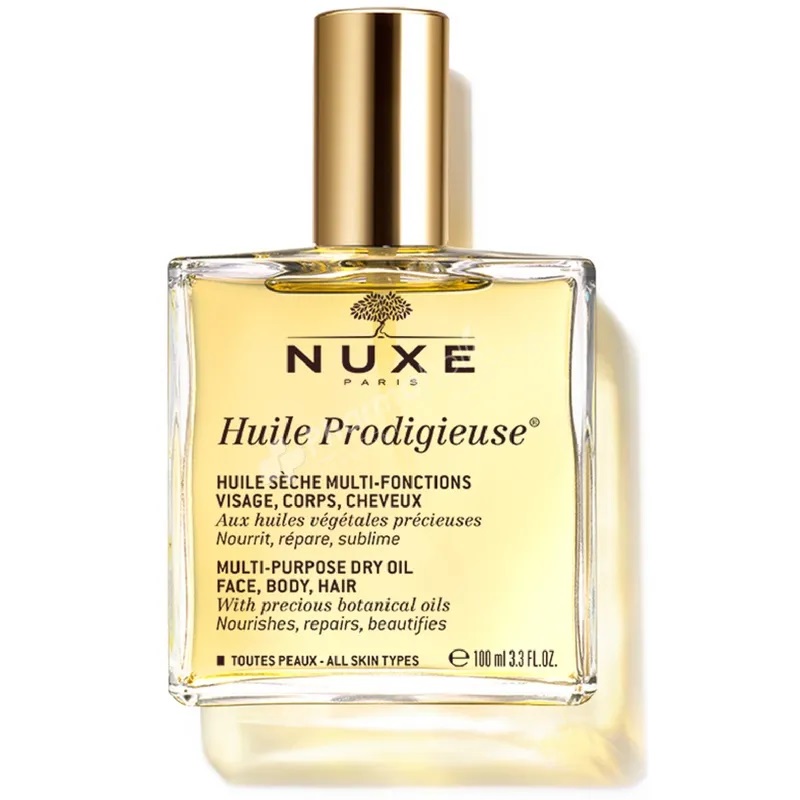 NUXE
PARIS
Huile Prodigieuse®
HUILE SÈCHE MULTI-FONCTIONS
VISAGE, CORPS, CHEVEUX
Aux huiles végétales précieuses
Nourrit, répare, sublime
MULTI-PURPOSE DRY OIL
FACE, BODY, HAIR
With precious botanical oils
Nourishes, repairs, beautifies
■ TOUTES PEAUX - ALL SKIN TYPES ℮ 100 ml 3.3 FL.OZ.